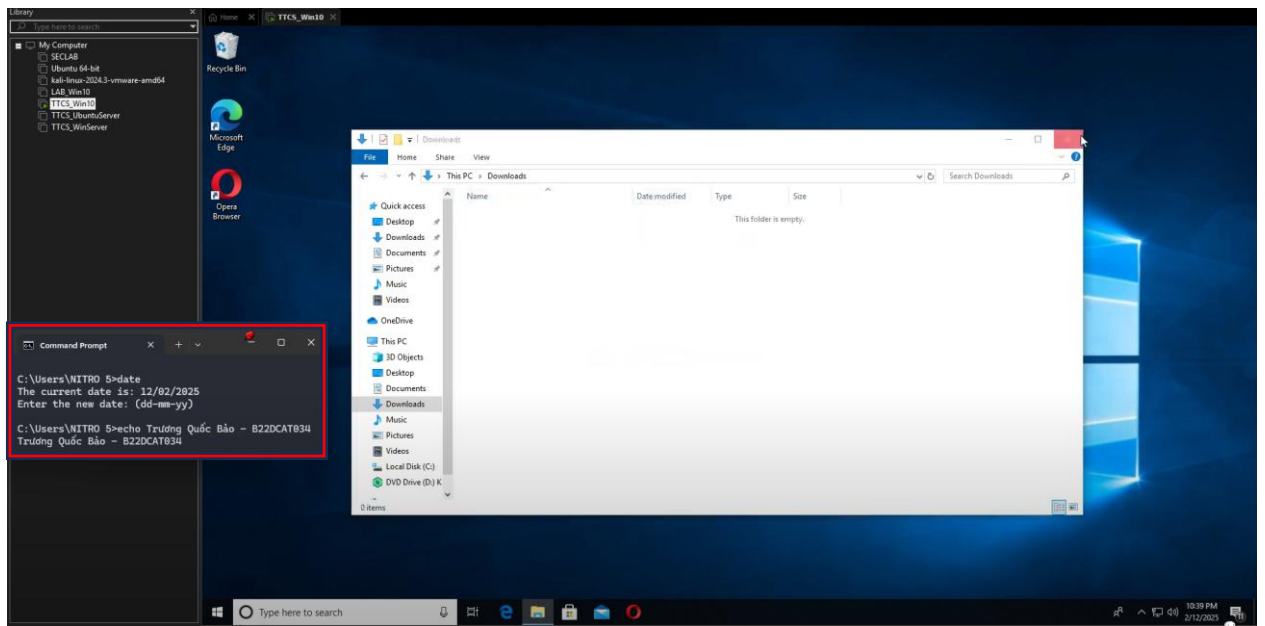 Library
Type here to search
My Computer
SECLAB
Ubuntu 64-bit
kali-linux-2024.3-vmware-amd64
LAB_Win10
TTCS_Win10
TTCS_UbuntuServer
TTCS_WinServer
Home
TTCS_Win10
Recycle Bin
Microsoft
Edge
Opera
Browser
Downloads
File Home Share View
This PC › Downloads
Search Downloads
Name Date modified Type Size
This folder is empty.
Quick access
Desktop
Downloads
Documents
Pictures
Music
Videos
OneDrive
This PC
3D Objects
Desktop
Documents
Downloads
Music
Pictures
Videos
Local Disk (C:)
DVD Drive (D:) K
0 items
Command Prompt
C:\Users\NITRO 5>date
The current date is: 12/02/2025
Enter the new date: (dd-mm-yy)
C:\Users\NITRO 5>echo Trương Quốc Bảo - B22DCAT034
Trương Quốc Bảo - B22DCAT034
Type here to search
10:39 PM
2/12/2025